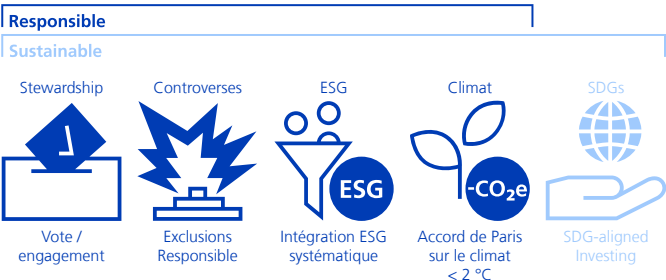 Responsible
Sustainable
Stewardship
Controverses
ESG
Climat
SDGs
ESG
-CO₂e
Vote /
engagement
Exclusions
Responsible
Intégration ESG
systématique
Accord de Paris
sur le climat
< 2 °C
SDG-aligned
Investing